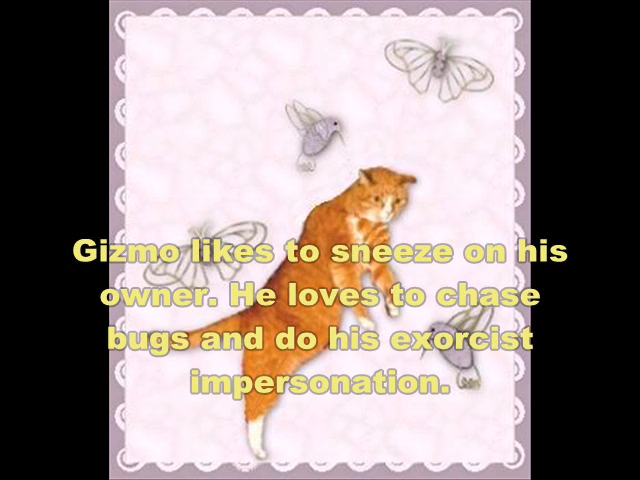 Gizmo likes to sneeze on his
owner. He loves to chase
bugs and do his exorcist
impersonation.